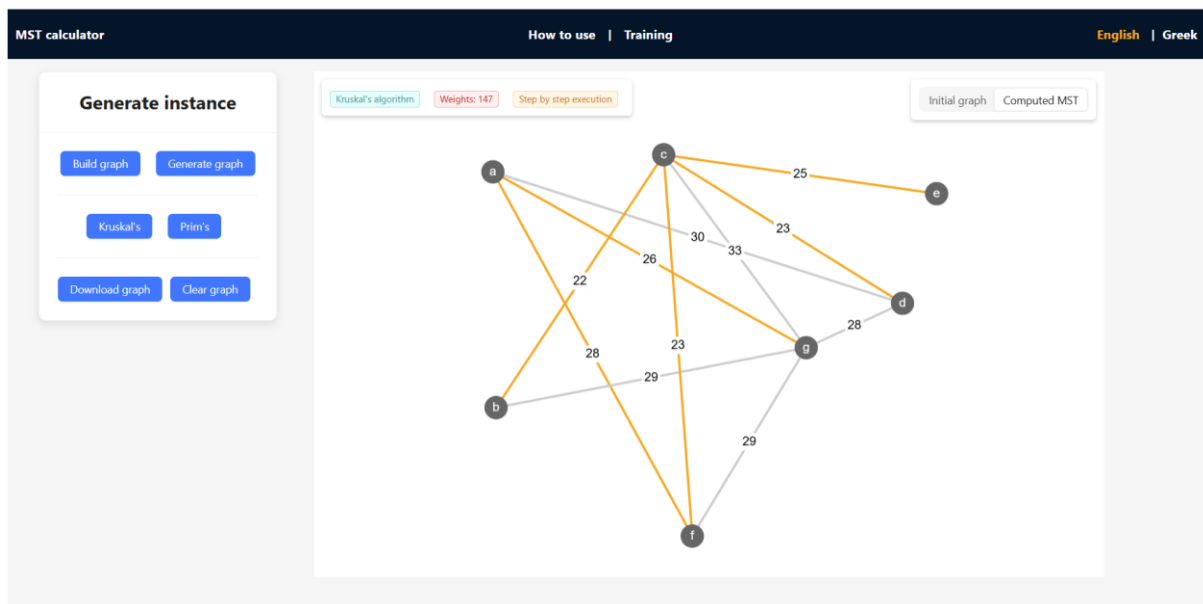 MST calculator How to use | Training English | Greek
Generate instance
Build graph Generate graph
Kruskal's Prim's
Download graph Clear graph
Kruskal's algorithm Weights: 147 Step by step execution
Initial graph Computed MST
c
a
25
e
23
30
33
26
22
d
28
23
g
28
29
b
29
f